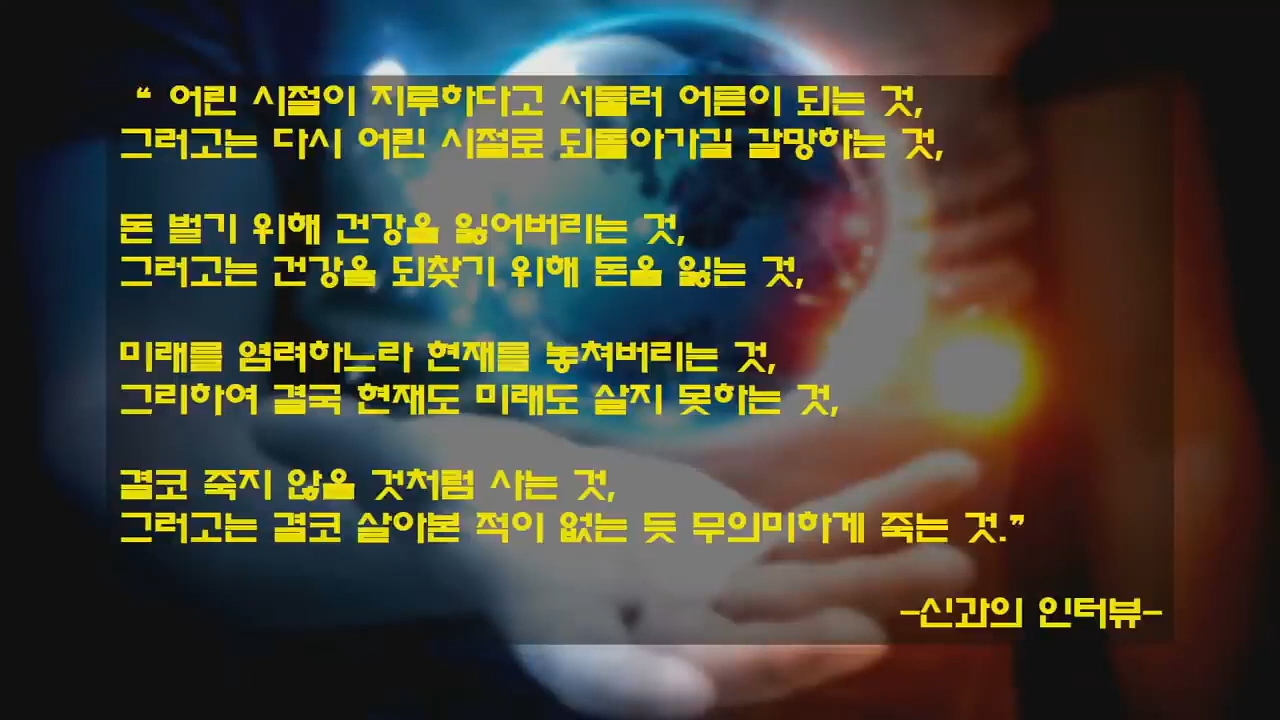 “ 어린 시절이 지루하다고 서둘러 어른이 되는 것,
그러고는 다시 어린 시절로 되돌아가길 갈망하는 것,
돈 벌기 위해 건강을 잃어버리는 것,
그러고는 건강을 되찾기 위해 돈을 잃는 것,
미래를 염려하느라 현재를 놓쳐버리는 것,
그리하여 결국 현재도 미래도 살지 못하는 것,
결코 죽지 않을 것처럼 사는 것,
그러고는 결코 살아본 적이 없는 듯 무의미하게 죽는 것.”
-신과의 인터뷰-